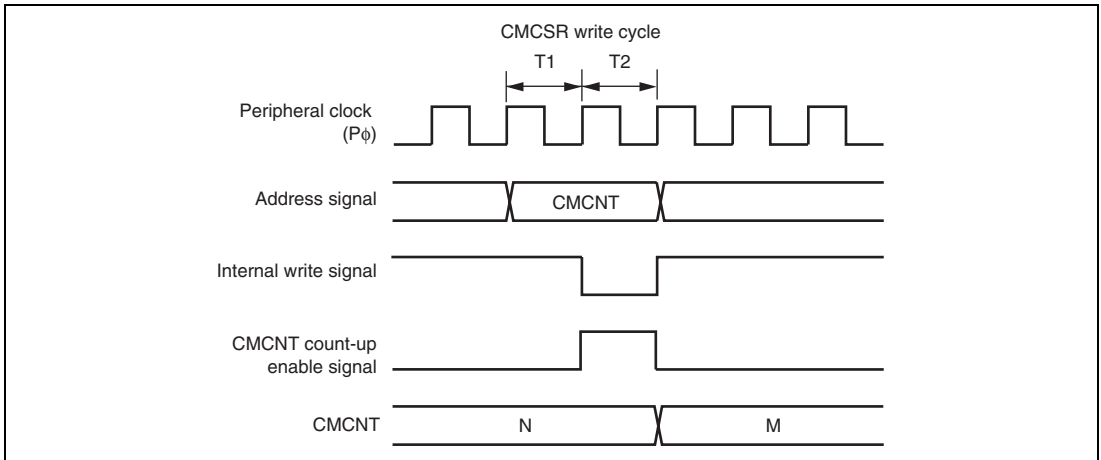 CMCSR write cycle
T1 T2
Peripheral clock
(Pϕ)
Address signal
CMCNT
Internal write signal
CMCNT count-up
enable signal
CMCNT
N
M